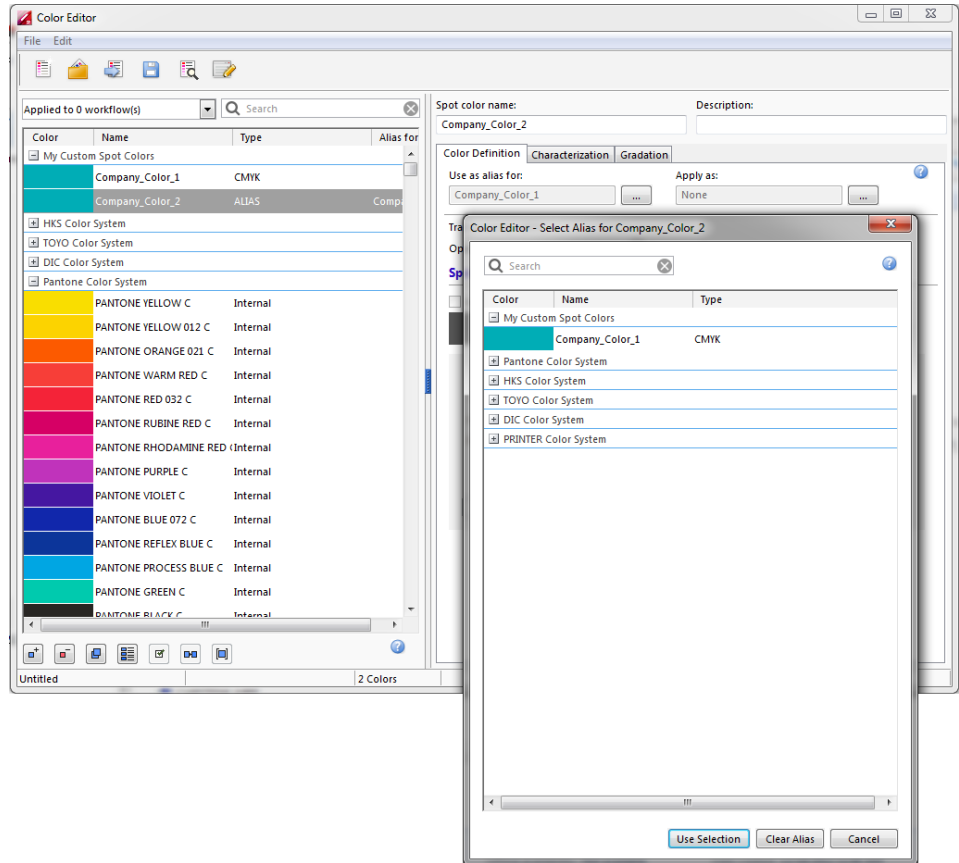 Color Editor
File Edit
Applied to 0 workflow(s) Search
Color Name Type Alias for
My Custom Spot Colors
Company_Color_1 CMYK
Company_Color_2 ALIAS Compa
HKS Color System
TOYO Color System
DIC Color System
Pantone Color System
PANTONE YELLOW C Internal
PANTONE YELLOW 012 C Internal
PANTONE ORANGE 021 C Internal
PANTONE WARM RED C Internal
PANTONE RED 032 C Internal
PANTONE RUBINE RED C Internal
PANTONE RHODAMINE RED Internal
PANTONE PURPLE C Internal
PANTONE VIOLET C Internal
PANTONE BLUE 072 C Internal
PANTONE REFLEX BLUE C Internal
PANTONE PROCESS BLUE C Internal
PANTONE GREEN C Internal
PANTONE BLACK C Internal
Untitled 2 Colors
Spot color name: Description:
Company_Color_2
Color Definition Characterization Gradation
Use as alias for: Apply as:
Company_Color_1 ... None ...
Tra
Op
Sp
Color Editor - Select Alias for Company_Color_2
Search
Color Name Type
My Custom Spot Colors
Company_Color_1 CMYK
Pantone Color System
HKS Color System
TOYO Color System
DIC Color System
PRINTER Color System
Use Selection Clear Alias Cancel